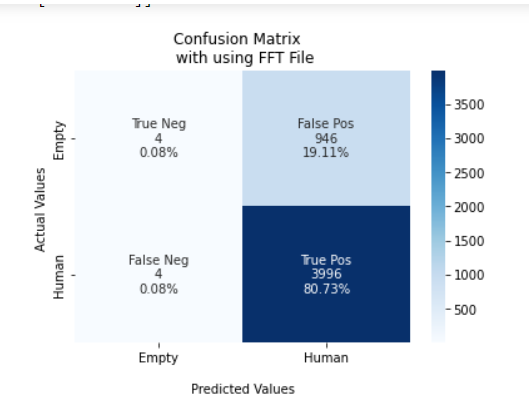 Confusion Matrix
with using FFT File
Actual Values
Empty
Human
True Neg
4
0.08%
False Pos
946
19.11%
False Neg
4
0.08%
True Pos
3996
80.73%
Empty
Human
Predicted Values
3500
3000
2500
2000
1500
1000
500